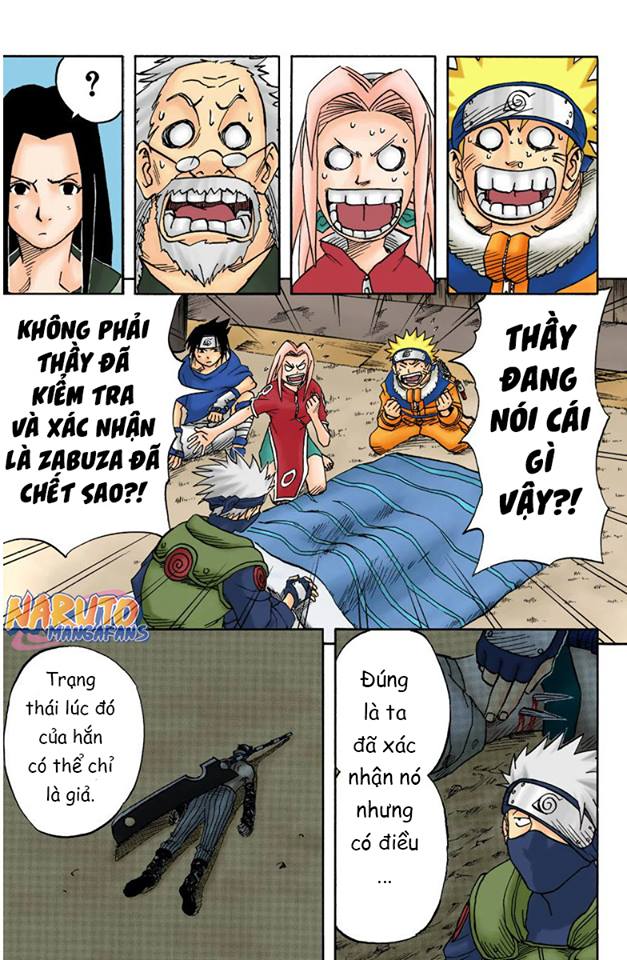 ?
THẦY
ĐANG
NÓI CÁI
GÌ
VẬY?!
KHÔNG PHẢI
THẦY ĐÃ
KIỂM TRA
VÀ XÁC NHẬN
LÀ ZABUZA ĐÃ
CHẾT SAO?!
NARUTO
MANGAFANS
Đúng
là ta
đã xác
nhận nó
nhưng
có điều
...
Trạng
thái lúc đó
của hắn
có thể chỉ
là giả.